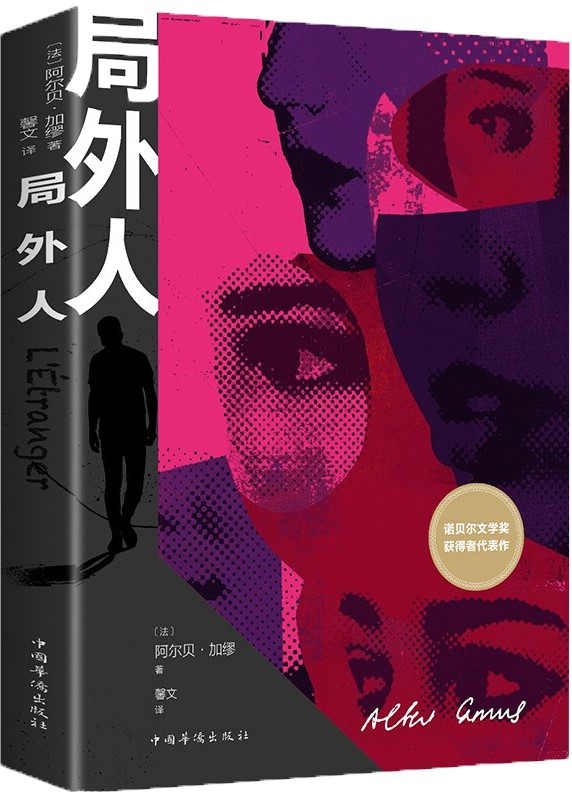 [法]阿尔贝·加缪 著
馨文 译
局外人
L'Étranger
中国华侨出版社
局外人
诺贝尔文学奖
获得者代表作
[法]
阿尔贝·加缪
著
馨文
译
中国华侨出版社
Albert Camus